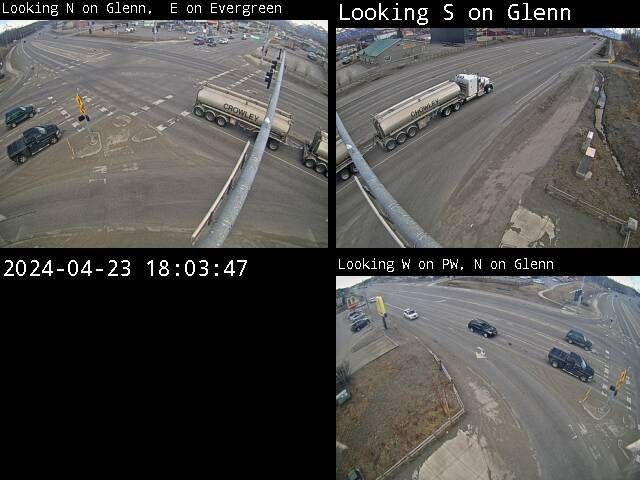 Looking N on Glenn,  E on Evergreen
Looking S on Glenn
CROWLEY
CROWLEY
2024-04-23 18:03:47
Looking W on PW, N on Glenn